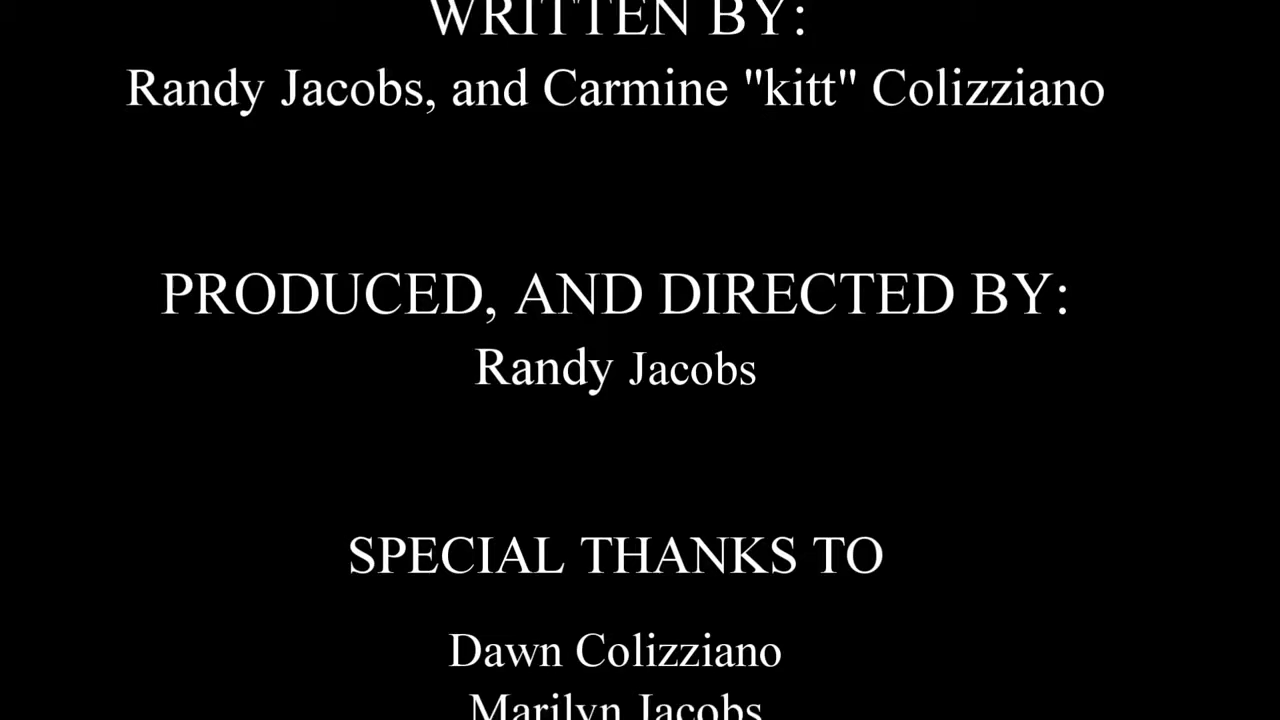 WRITTEN BY:
Randy Jacobs, and Carmine "kitt" Colizziano
PRODUCED, AND DIRECTED BY:
Randy Jacobs
SPECIAL THANKS TO
Dawn Colizziano
Marilyn Jacobs